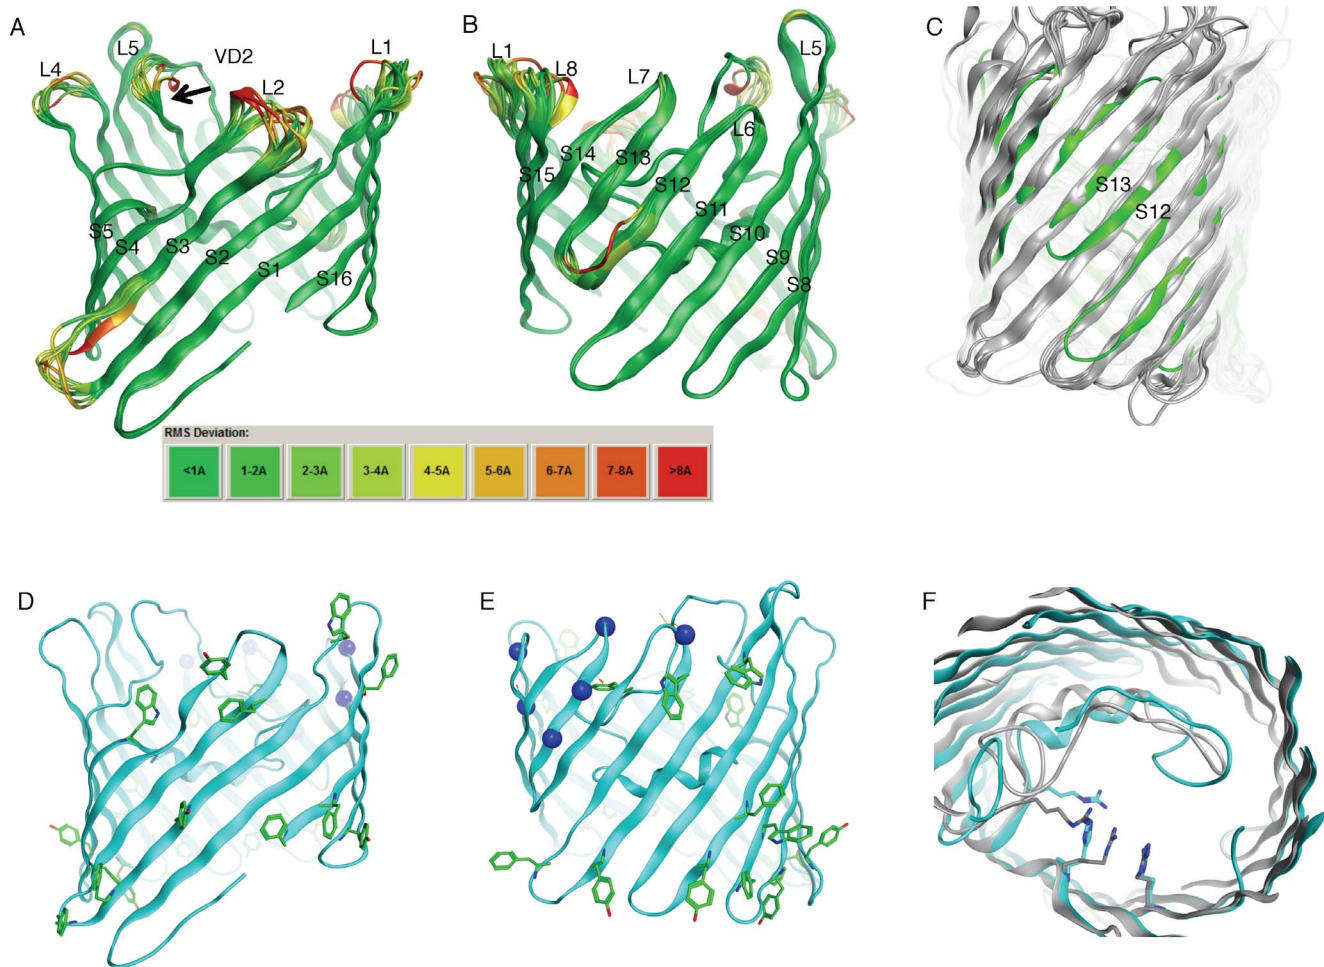 A
L5
VD2
L4
L2
L1
S5
S4
S3
S2
S1
S16
B
L1
L8
L7
L5
L6
S14
S13
S15
S12
S11
S10
S9
S8
C
S13
S12
RMS Deviation:
<1A 1-2A 2-3A 3-4A 4-5A 5-6A 6-7A 7-8A >8A
D
E
F